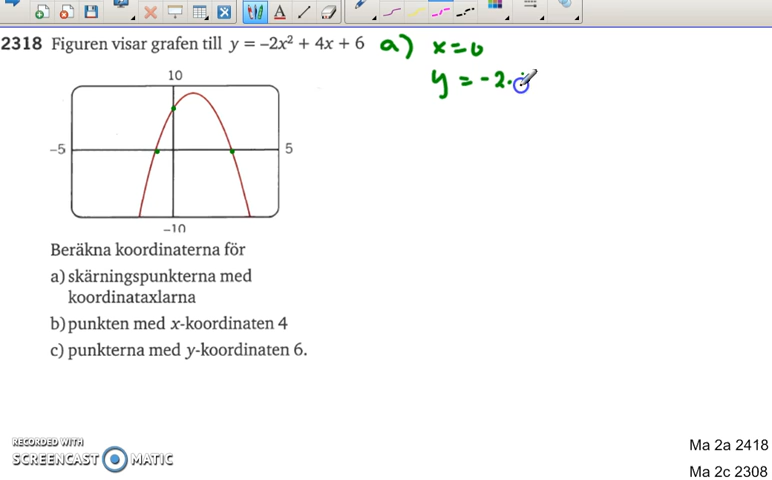 2318 Figuren visar grafen till y = –2x² + 4x + 6
a) x=0
y = -2·0
10
-5
5
-10
Beräkna koordinaterna för
a) skärningspunkterna med
koordinataxlarna
b) punkten med x-koordinaten 4
c) punkterna med y-koordinaten 6.
RECORDED WITH
SCREENCAST MATIC
Ma 2a 2418
Ma 2c 2308